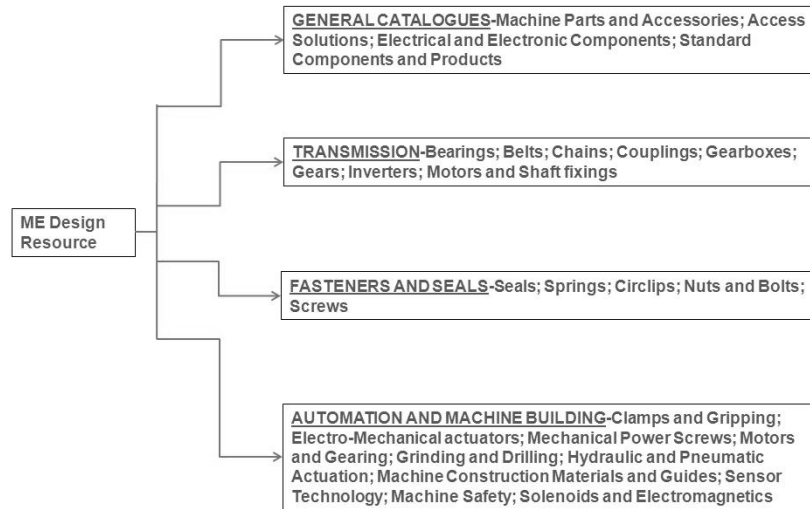 GENERAL CATALOGUES-Machine Parts and Accessories; Access
Solutions; Electrical and Electronic Components; Standard
Components and Products
TRANSMISSION-Bearings; Belts; Chains; Couplings; Gearboxes;
Gears; Inverters; Motors and Shaft fixings
ME Design
Resource
FASTENERS AND SEALS-Seals; Springs; Circlips; Nuts and Bolts;
Screws
AUTOMATION AND MACHINE BUILDING-Clamps and Gripping;
Electro-Mechanical actuators; Mechanical Power Screws; Motors
and Gearing; Grinding and Drilling; Hydraulic and Pneumatic
Actuation; Machine Construction Materials and Guides; Sensor
Technology; Machine Safety; Solenoids and Electromagnetics